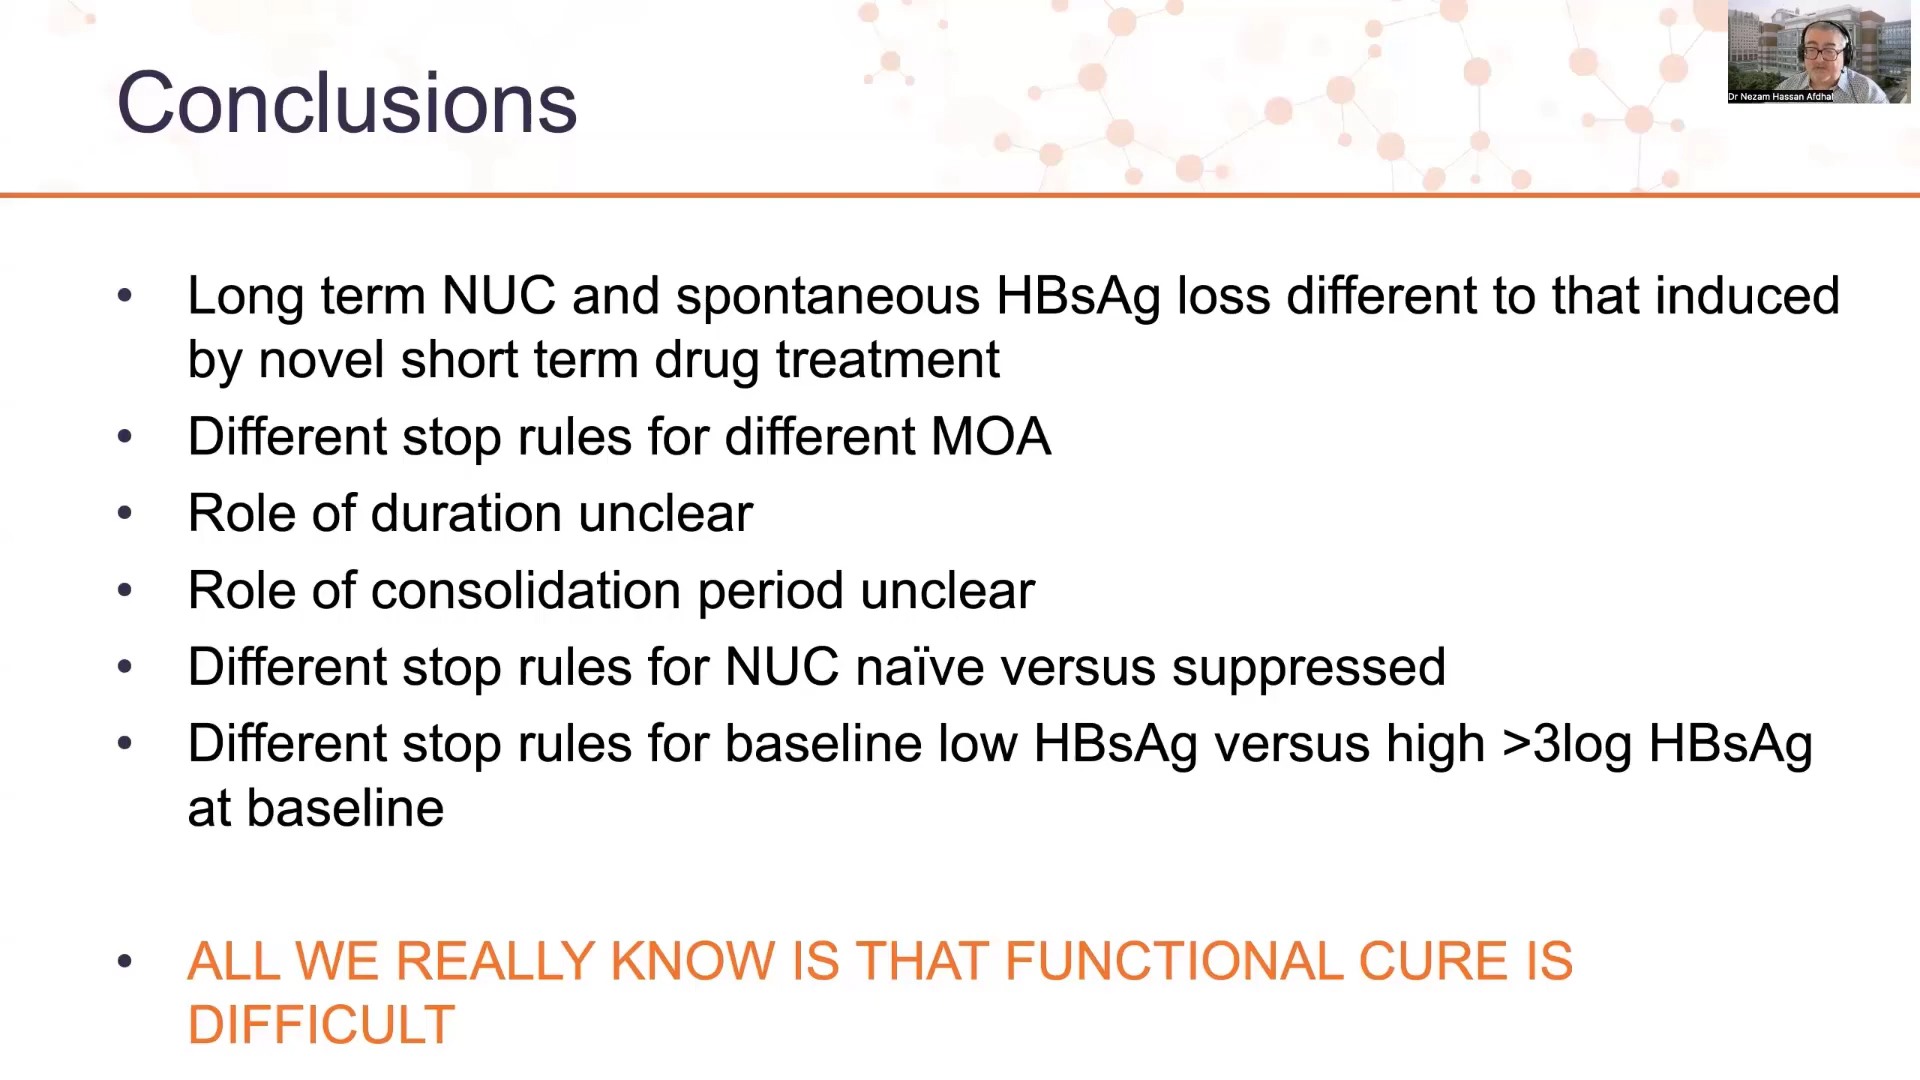 Conclusions
Dr Nezam Hassan Afdhal
• Long term NUC and spontaneous HBsAg loss different to that induced
by novel short term drug treatment
• Different stop rules for different MOA
• Role of duration unclear
• Role of consolidation period unclear
• Different stop rules for NUC naïve versus suppressed
• Different stop rules for baseline low HBsAg versus high >3log HBsAg
at baseline
• ALL WE REALLY KNOW IS THAT FUNCTIONAL CURE IS
DIFFICULT